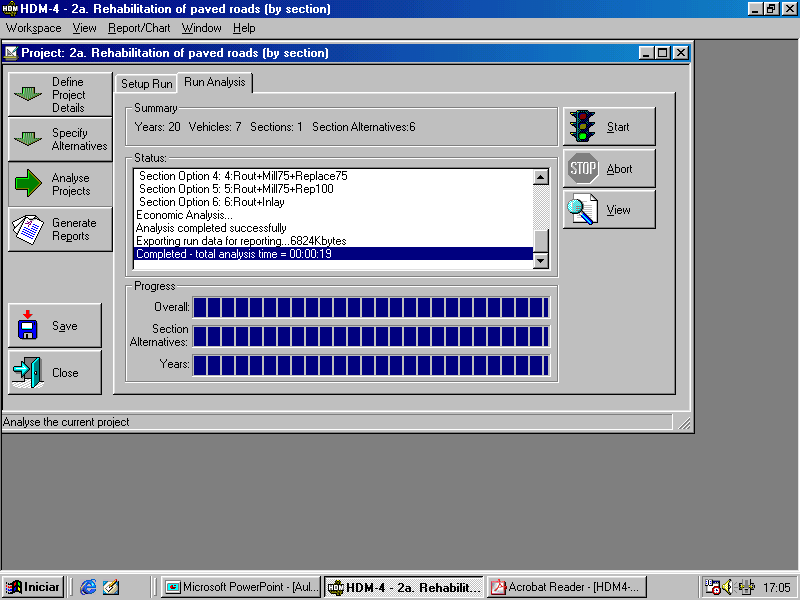 HDM-4 - 2a. Rehabilitation of paved roads (by section)
Workspace View Report/Chart Window Help
Project: 2a. Rehabilitation of paved roads (by section)
Define Project Details
Specify Alternatives
Analyse Projects
Generate Reports
Save
Close
Setup Run Run Analysis
Summary
Years: 20 Vehicles: 7 Sections: 1 Section Alternatives:6
Status:
Section Option 4: 4:Rout+Mill75+Replace75
Section Option 5: 5:Rout+Mill75+Rep100
Section Option 6: 6:Rout+Inlay
Economic Analysis...
Analysis completed successfully
Exporting run data for reporting...6824Kbytes
Completed - total analysis time = 00:00:19
Progress
Overall:
Section Alternatives:
Years:
Start
STOP Abort
View
Analyse the current project
Iniciar Microsoft PowerPoint - [Aul... HDM-4 - 2a. Rehabilit... Acrobat Reader - [HDM4-... 17:05